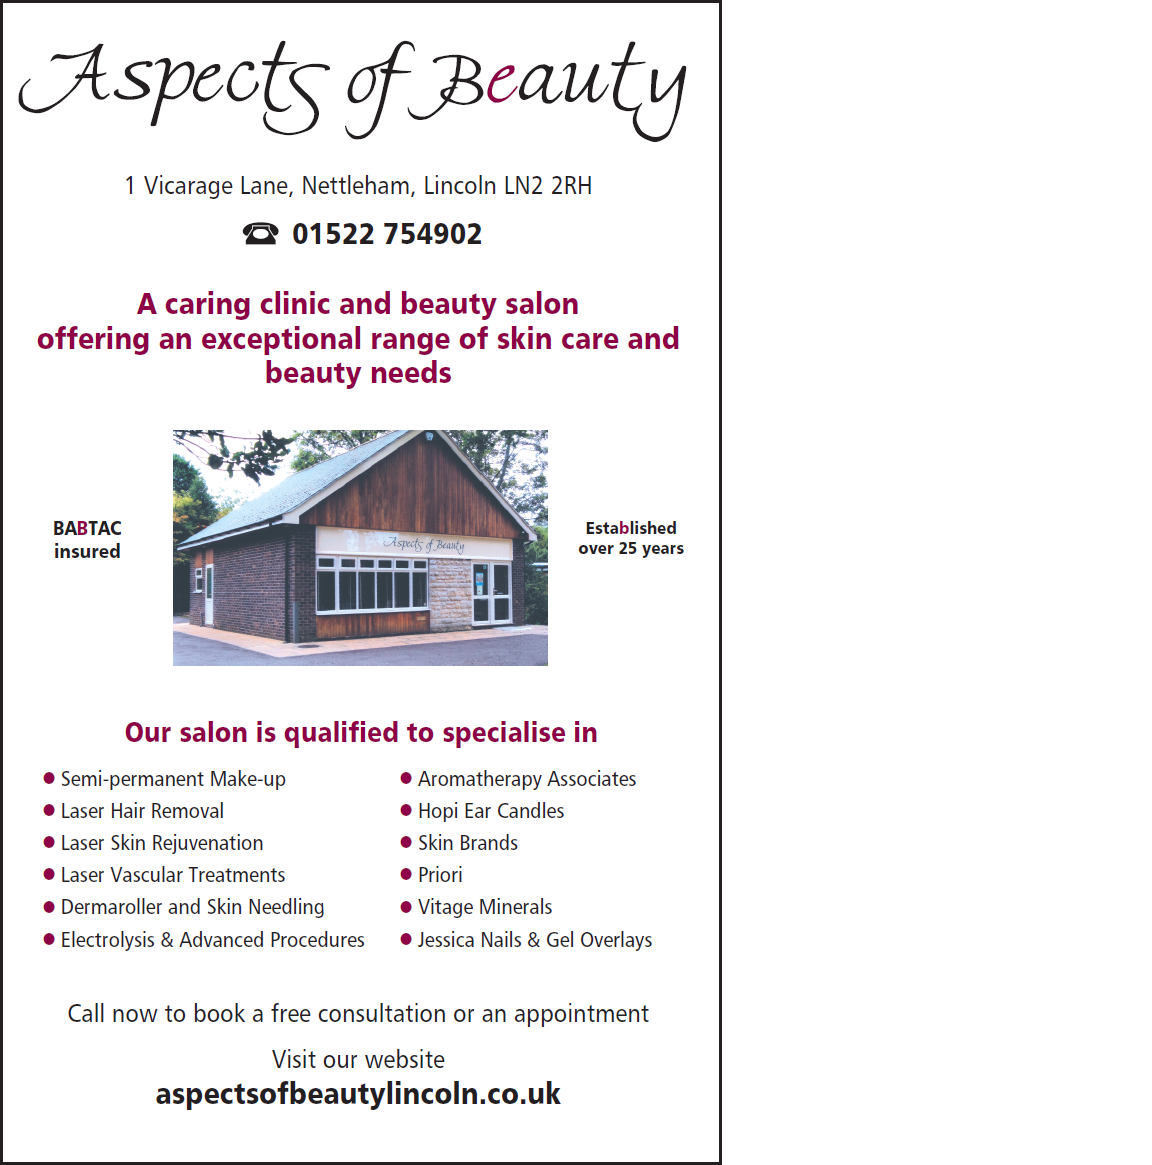 Aspects of Beauty
1 Vicarage Lane, Nettleham, Lincoln LN2 2RH
☎ 01522 754902
A caring clinic and beauty salon
offering an exceptional range of skin care and
beauty needs
BABTAC
insured
Aspects of Beauty
Established
over 25 years
Our salon is qualified to specialise in
● Semi-permanent Make-up
● Laser Hair Removal
● Laser Skin Rejuvenation
● Laser Vascular Treatments
● Dermaroller and Skin Needling
● Electrolysis & Advanced Procedures
● Aromatherapy Associates
● Hopi Ear Candles
● Skin Brands
● Priori
● Vitage Minerals
● Jessica Nails & Gel Overlays
Call now to book a free consultation or an appointment
Visit our website
aspectsofbeautylincoln.co.uk